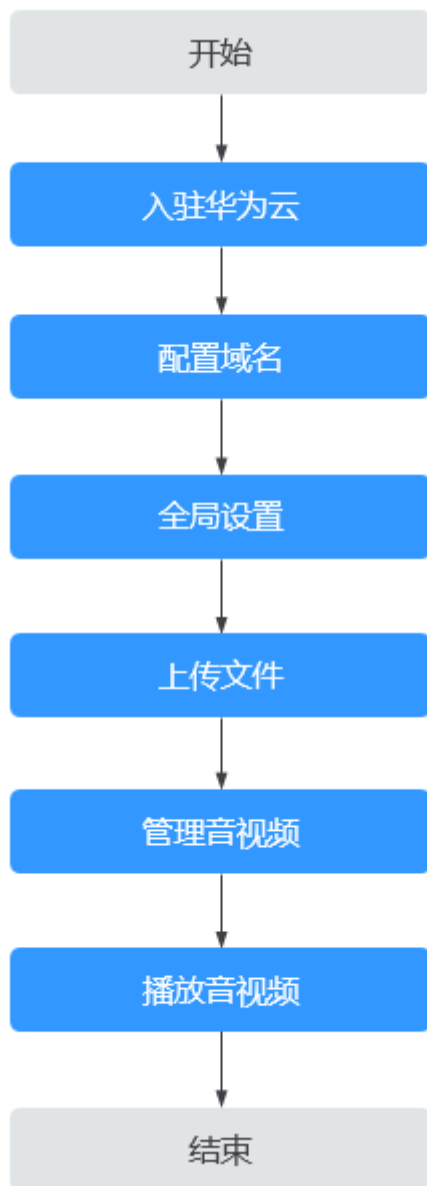 开始
入驻华为云
配置域名
全局设置
上传文件
管理音视频
播放音视频
结束